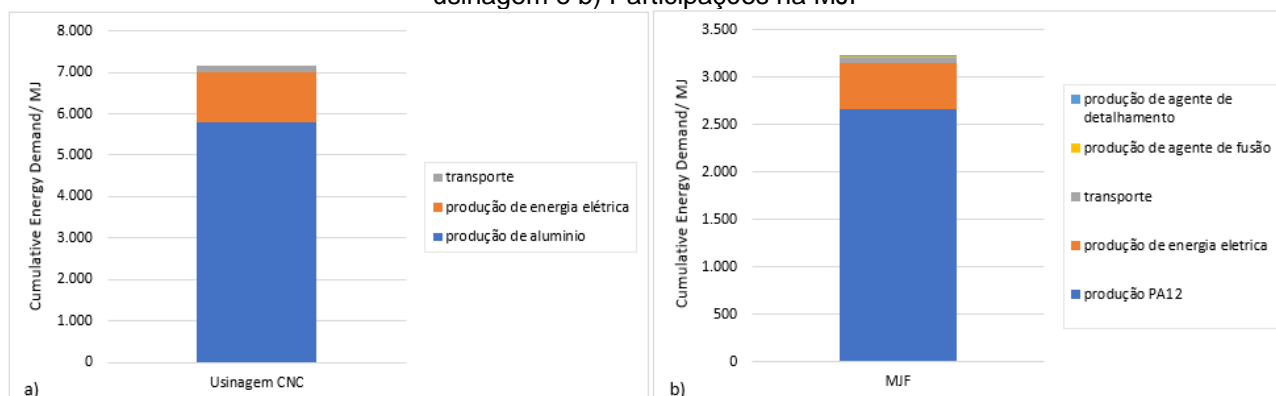 usinagem e b) Participações na MJF
8.000
7.000
6.000
5.000
4.000
3.000
2.000
1.000
0
Cumulative Energy Demand/ MJ
Usinagem CNC
a)
transporte
produção de energia elétrica
produção de aluminio
3.500
3.000
2.500
2.000
1.500
1.000
500
0
Cumulative Energy Demand/ MJ
MJF
b)
produção de agente de
detalhamento
produção de agente de fusão
transporte
produção de energia eletrica
produção PA12